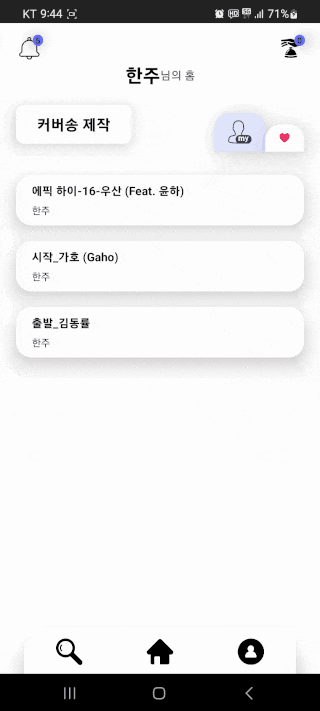 KT 9:44 71%
5
0
한주님의 홈
커버송 제작
my
에픽 하이-16-우산 (Feat. 윤하)
한주
시작_가호 (Gaho)
한주
출발_김동률
한주